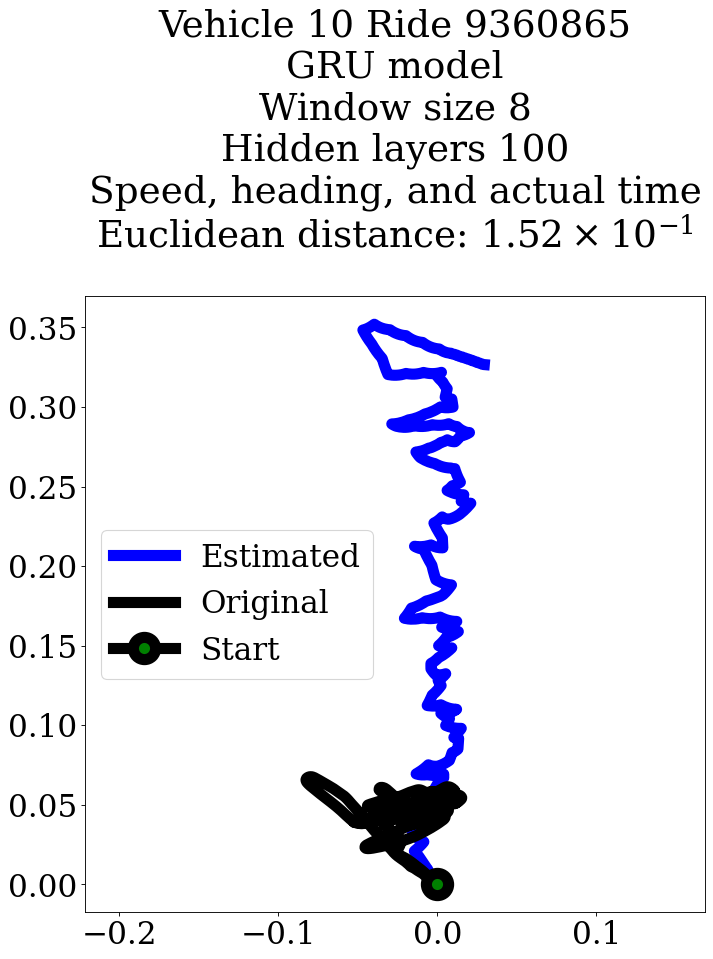 Vehicle 10 Ride 9360865
GRU model
Window size 8
Hidden layers 100
Speed, heading, and actual time
Euclidean distance: 1.52 × 10⁻¹
0.35
0.30
0.25
0.20
0.15
0.10
0.05
0.00
Estimated
Original
Start
−0.2
−0.1
0.0
0.1